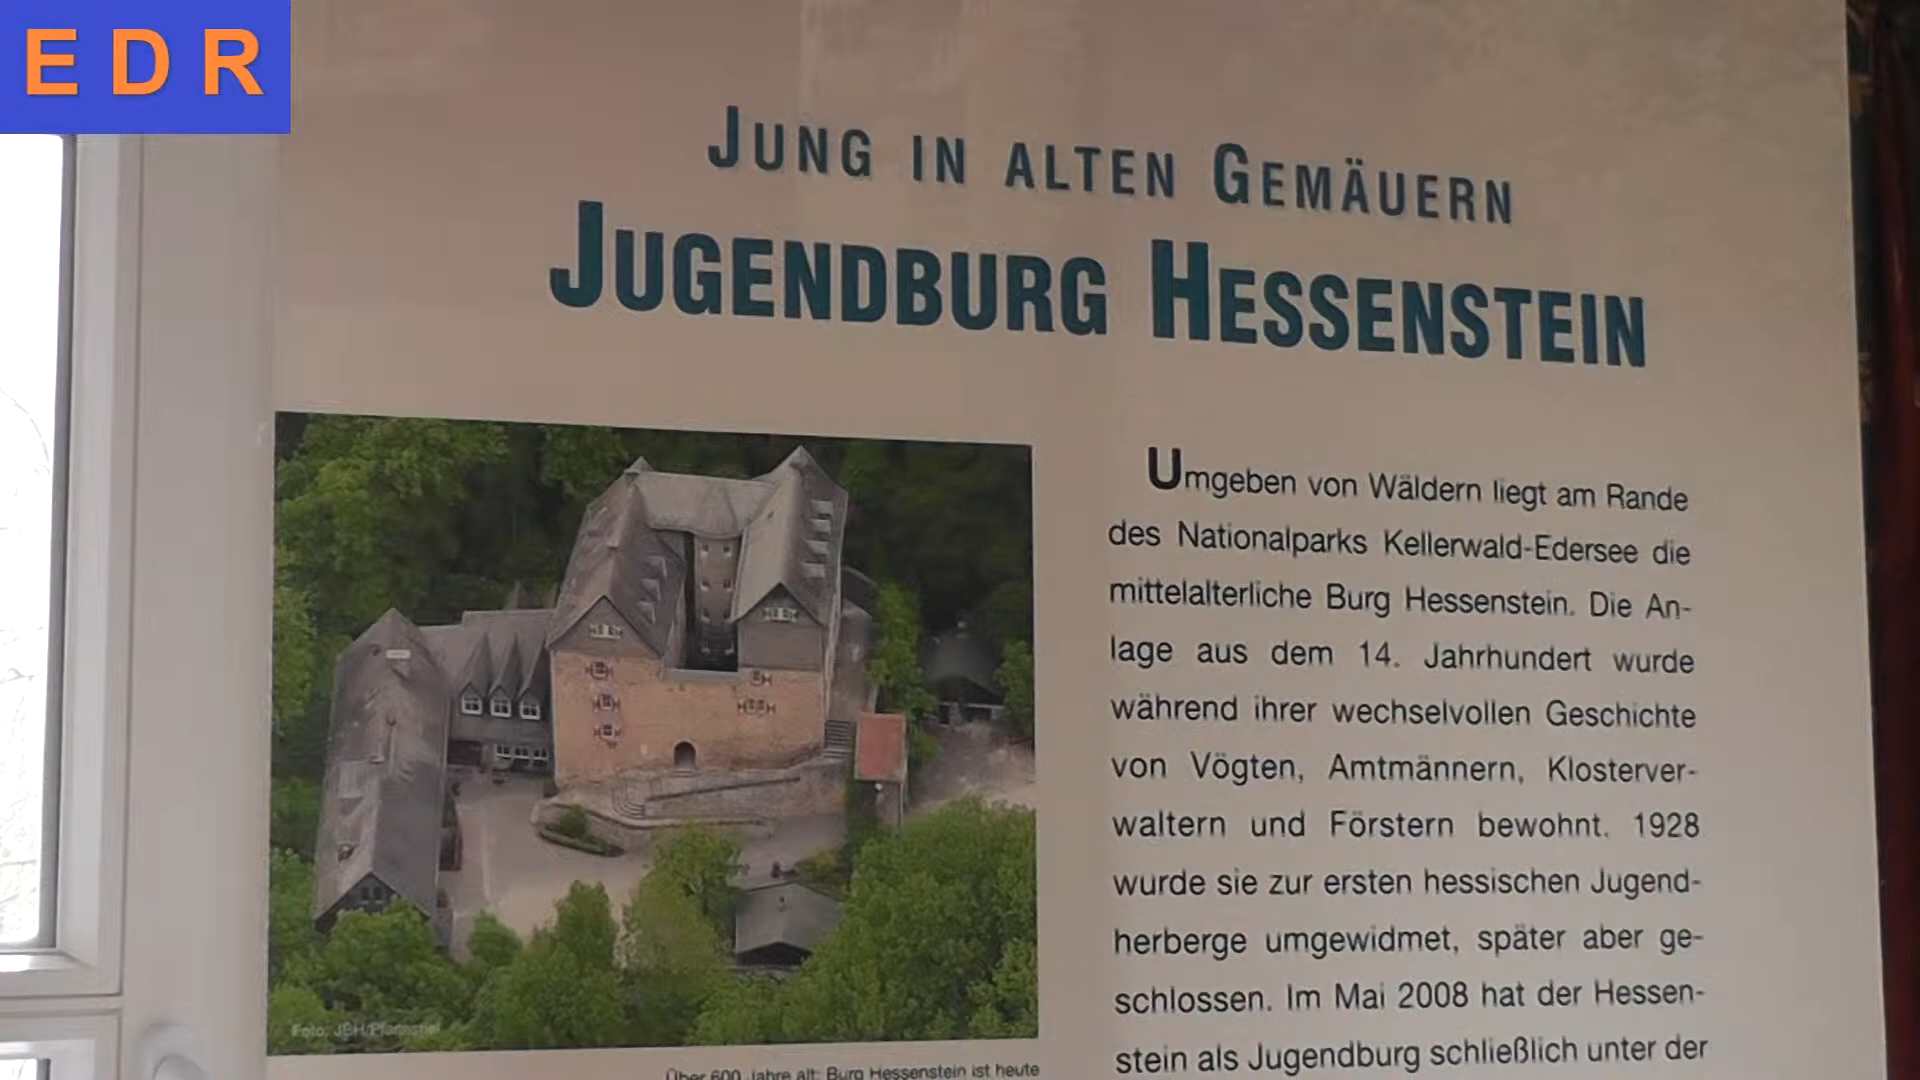 E D R
JUNG IN ALTEN GEMÄUERN
JUGENDBURG HESSENSTEIN
Umgeben von Wäldern liegt am Rande
des Nationalparks Kellerwald-Edersee die
mittelalterliche Burg Hessenstein. Die An-
lage aus dem 14. Jahrhundert wurde
während ihrer wechselvollen Geschichte
von Vögten, Amtmännern, Klosterver-
waltern und Förstern bewohnt. 1928
wurde sie zur ersten hessischen Jugend-
herberge umgewidmet, später aber ge-
schlossen. Im Mai 2008 hat der Hessen-
stein als Jugendburg schließlich unter der
Foto: JBH/Pfannstiel
Über 600 Jahre alt: Burg Hessenstein ist heute